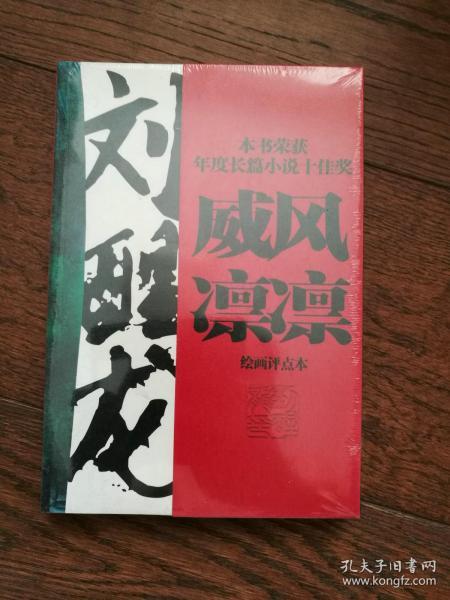 刘醒龙
本书荣获
年度长篇小说十佳奖
威风
凛凛
绘画评点本
孔夫子旧书网
www.kongfz.com